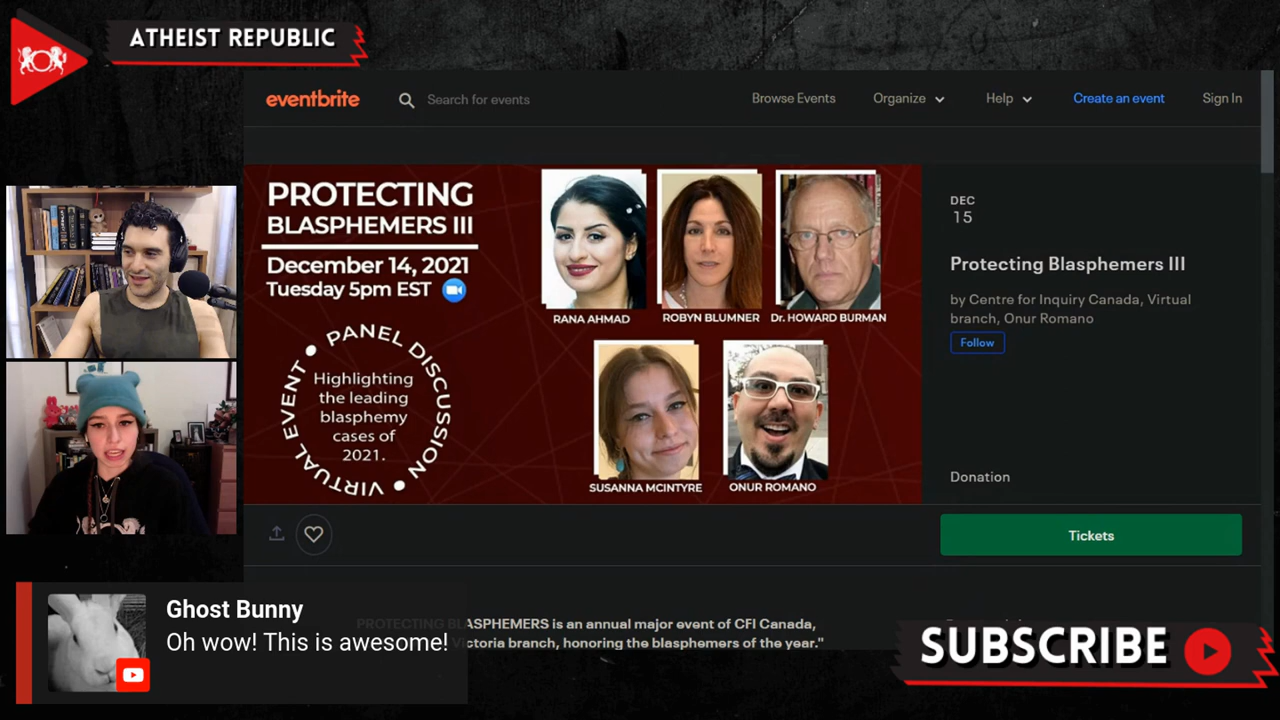 ATHEIST REPUBLIC
eventbrite
Search for events
Browse Events
Organize
Help
Create an event
Sign In
PROTECTING
BLASPHEMERS III
December 14, 2021
Tuesday 5pm EST
VIRTUAL EVENT • PANEL DISCUSSION •
Highlighting
the leading
blasphemy
cases of
2021.
RANA AHMAD
ROBYN BLUMNER
Dr. HOWARD BURMAN
SUSANNA MCINTYRE
ONUR ROMANO
DEC
15
Protecting Blasphemers III
by Centre for Inquiry Canada, Virtual
branch, Onur Romano
Follow
Donation
Tickets
PROTECTING BLASPHEMERS is an annual major event of CFI Canada,
Victoria branch, honoring the blasphemers of the year."
Ghost Bunny
Oh wow! This is awesome!
SUBSCRIBE